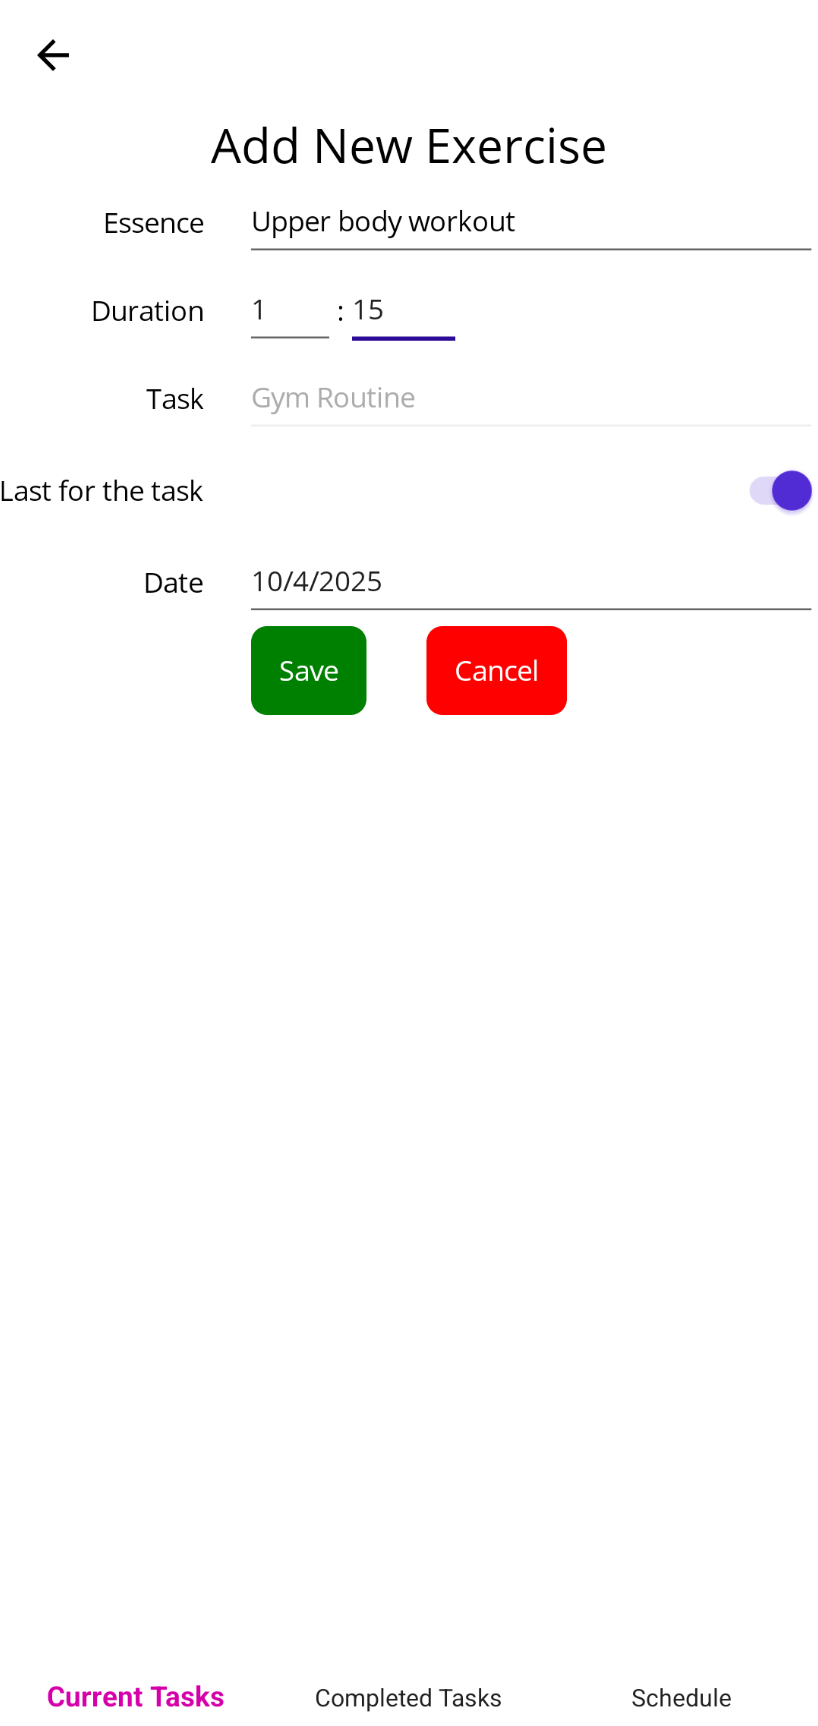 Add New Exercise
Essence Upper body workout
Duration 1 : 15
Task Gym Routine
Last for the task
Date 10/4/2025
Save Cancel
Current Tasks Completed Tasks Schedule